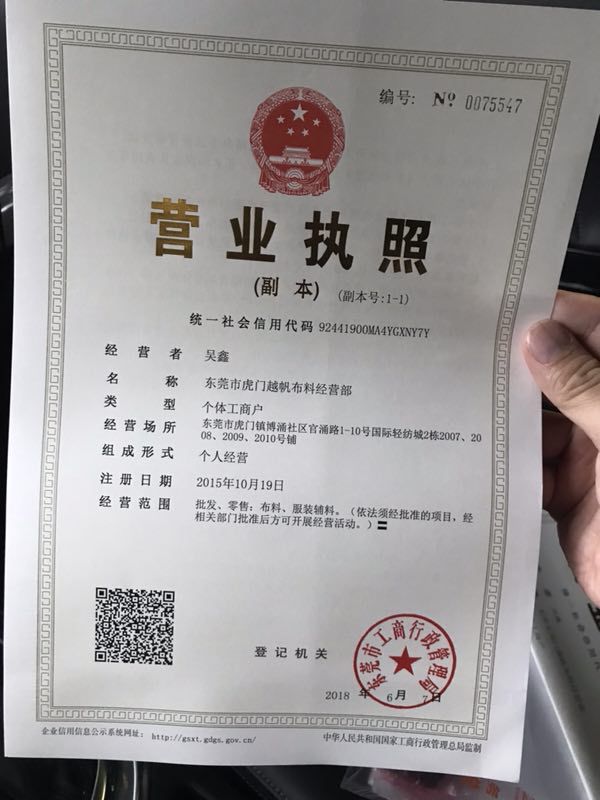 编号: Nº 0075547
营业执照
(副 本) (副本号:1-1)
统一社会信用代码 92441900MA4YGXNY7Y
经营者 吴鑫
名称 东莞市虎门越帆布料经营部
类型 个体工商户
经营场所 东莞市虎门镇博涌社区官涌路1-10号国际轻纺城2栋2007、20
08、2009、2010号铺
组成形式 个人经营
注册日期 2015年10月19日
经营范围 批发、零售:布料、服装辅料。(依法须经批准的项目,经
相关部门批准后方可开展经营活动。)
东莞市工商行政管理局
登记机关
2018 年 6 月 7 日
企业信用信息公示系统网址: http://gsxt.gdgs.gov.cn/ 中华人民共和国国家工商行政管理总局监制